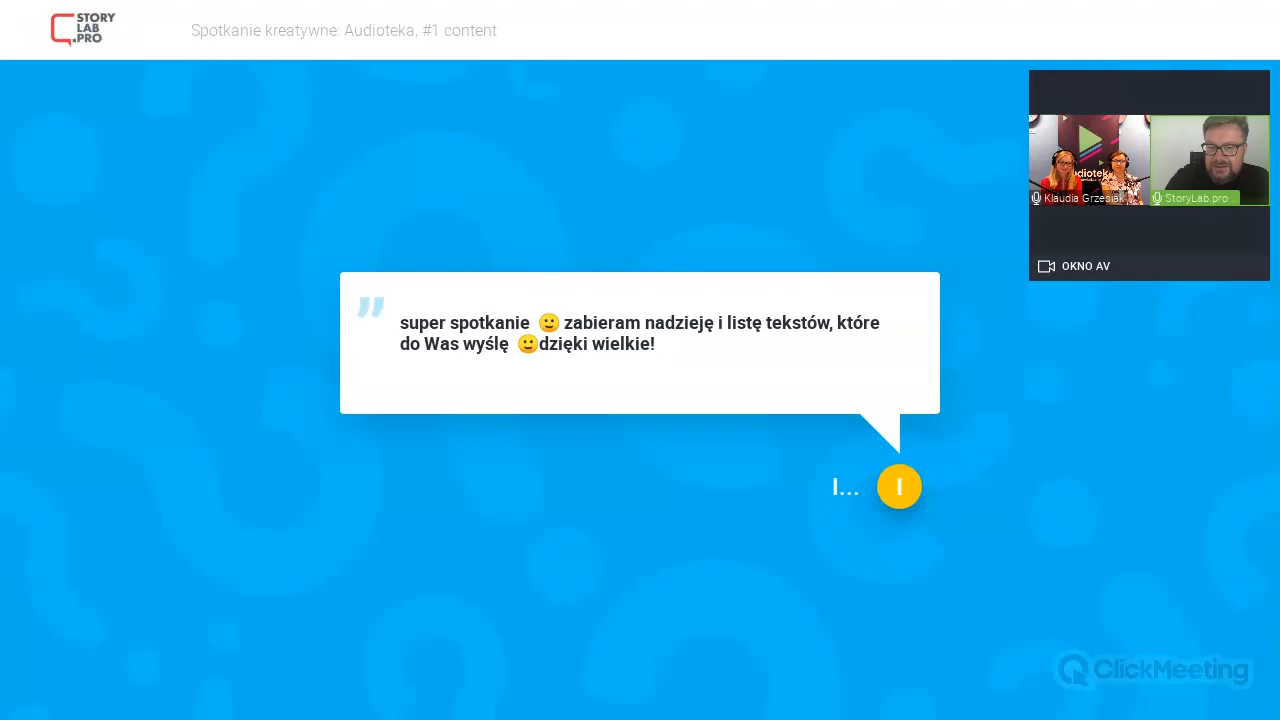 STORY
LAB
.PRO
Spotkanie kreatywne: Audioteka, #1 content
Klaudia Grzesiak
StoryLab.pro ...
OKNO AV
”
super spotkanie 🙂 zabieram nadzieję i listę tekstów, które
do Was wyślę 🙂dzięki wielkie!
I...
I
ClickMeeting